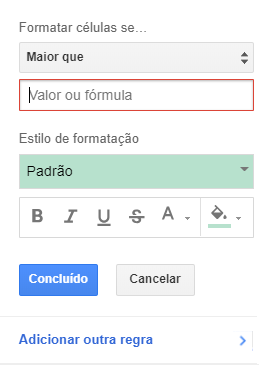 Formatar células se…
Maior que
Valor ou fórmula
Estilo de formatação
Padrão
B I U S A
Concluído Cancelar
Adicionar outra regra